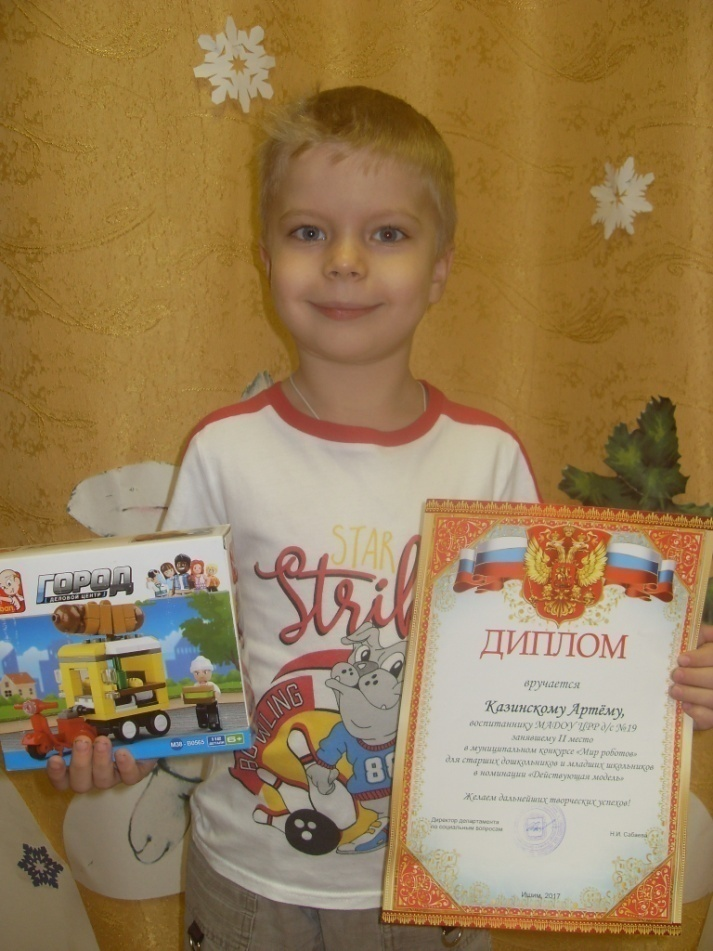 ГОРОД
ДЕЛОВОЙ ЦЕНТР
M38 - B0565
6+
STAR
Strik
BOWLING
86
ДИПЛОМ
вручается
Казинскому Артёму,
воспитаннику МАДОУ ЦРР д/с №19
занявшему II место
в муниципальном конкурсе «Мир роботов»
для старших дошкольников и младших школьников
в номинации «Действующая модель»
Желаем дальнейших творческих успехов!
Директор департамента
по социальным вопросам
Ишим, 2017